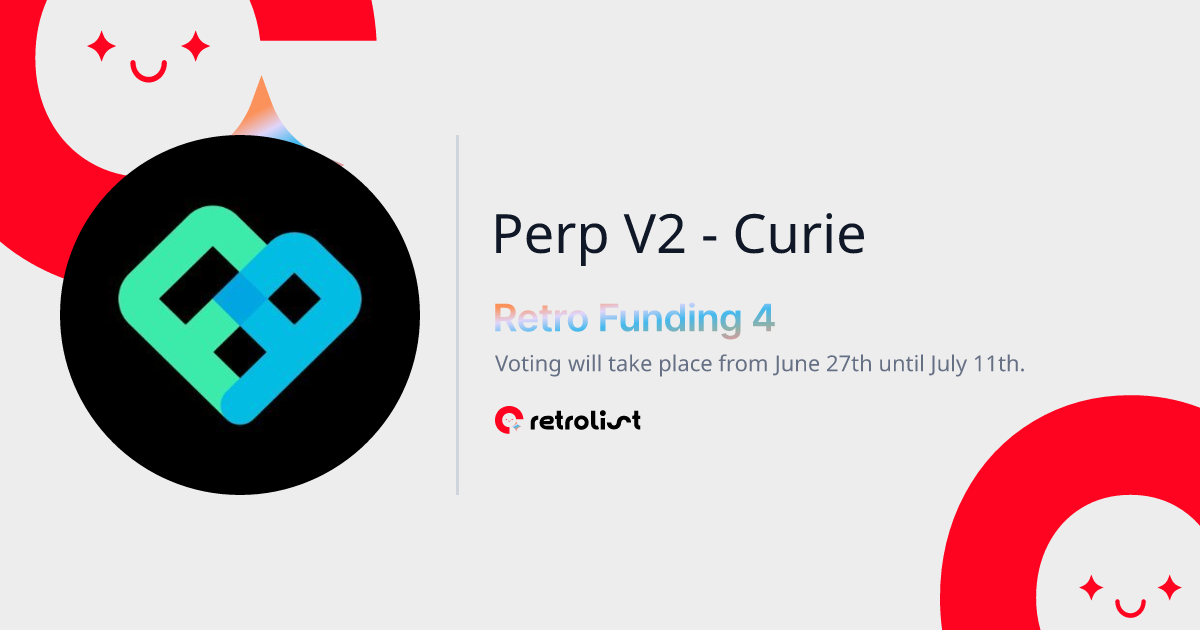 Perp V2 - Curie
Retro Funding 4
Voting will take place from June 27th until July 11th.
retrolist